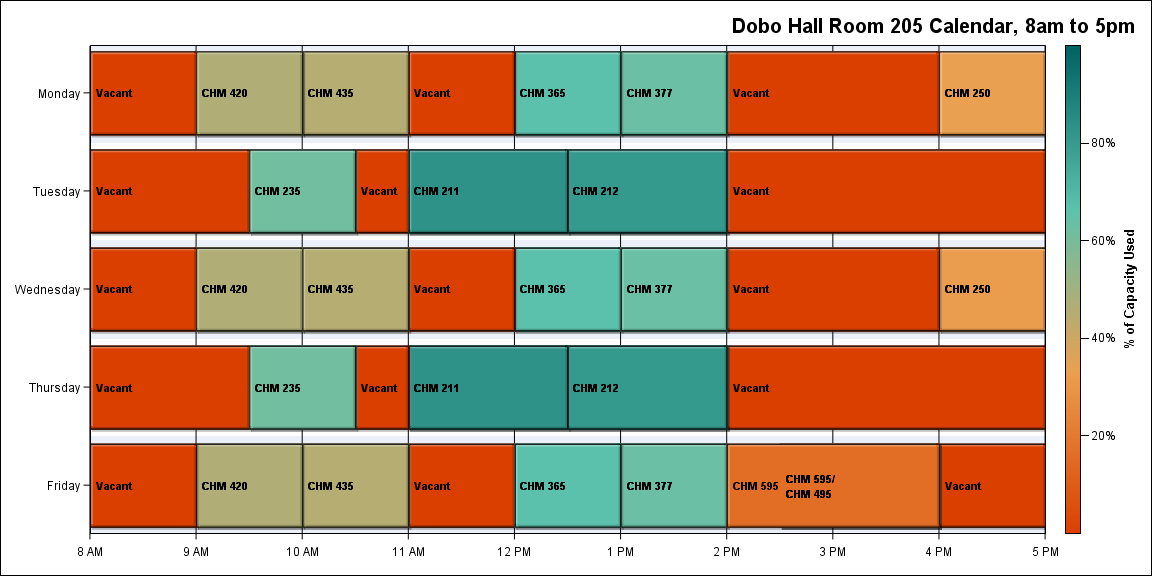 Dobo Hall Room 205 Calendar, 8am to 5pm
Monday
Vacant
CHM 420
CHM 435
Vacant
CHM 365
CHM 377
Vacant
CHM 250
Tuesday
Vacant
CHM 235
Vacant
CHM 211
CHM 212
Vacant
Wednesday
Vacant
CHM 420
CHM 435
Vacant
CHM 365
CHM 377
Vacant
CHM 250
Thursday
Vacant
CHM 235
Vacant
CHM 211
CHM 212
Vacant
Friday
Vacant
CHM 420
CHM 435
Vacant
CHM 365
CHM 377
CHM 595
CHM 595/
CHM 495
Vacant
8 AM
9 AM
10 AM
11 AM
12 PM
1 PM
2 PM
3 PM
4 PM
5 PM
80%
60%
40%
20%
% of Capacity Used